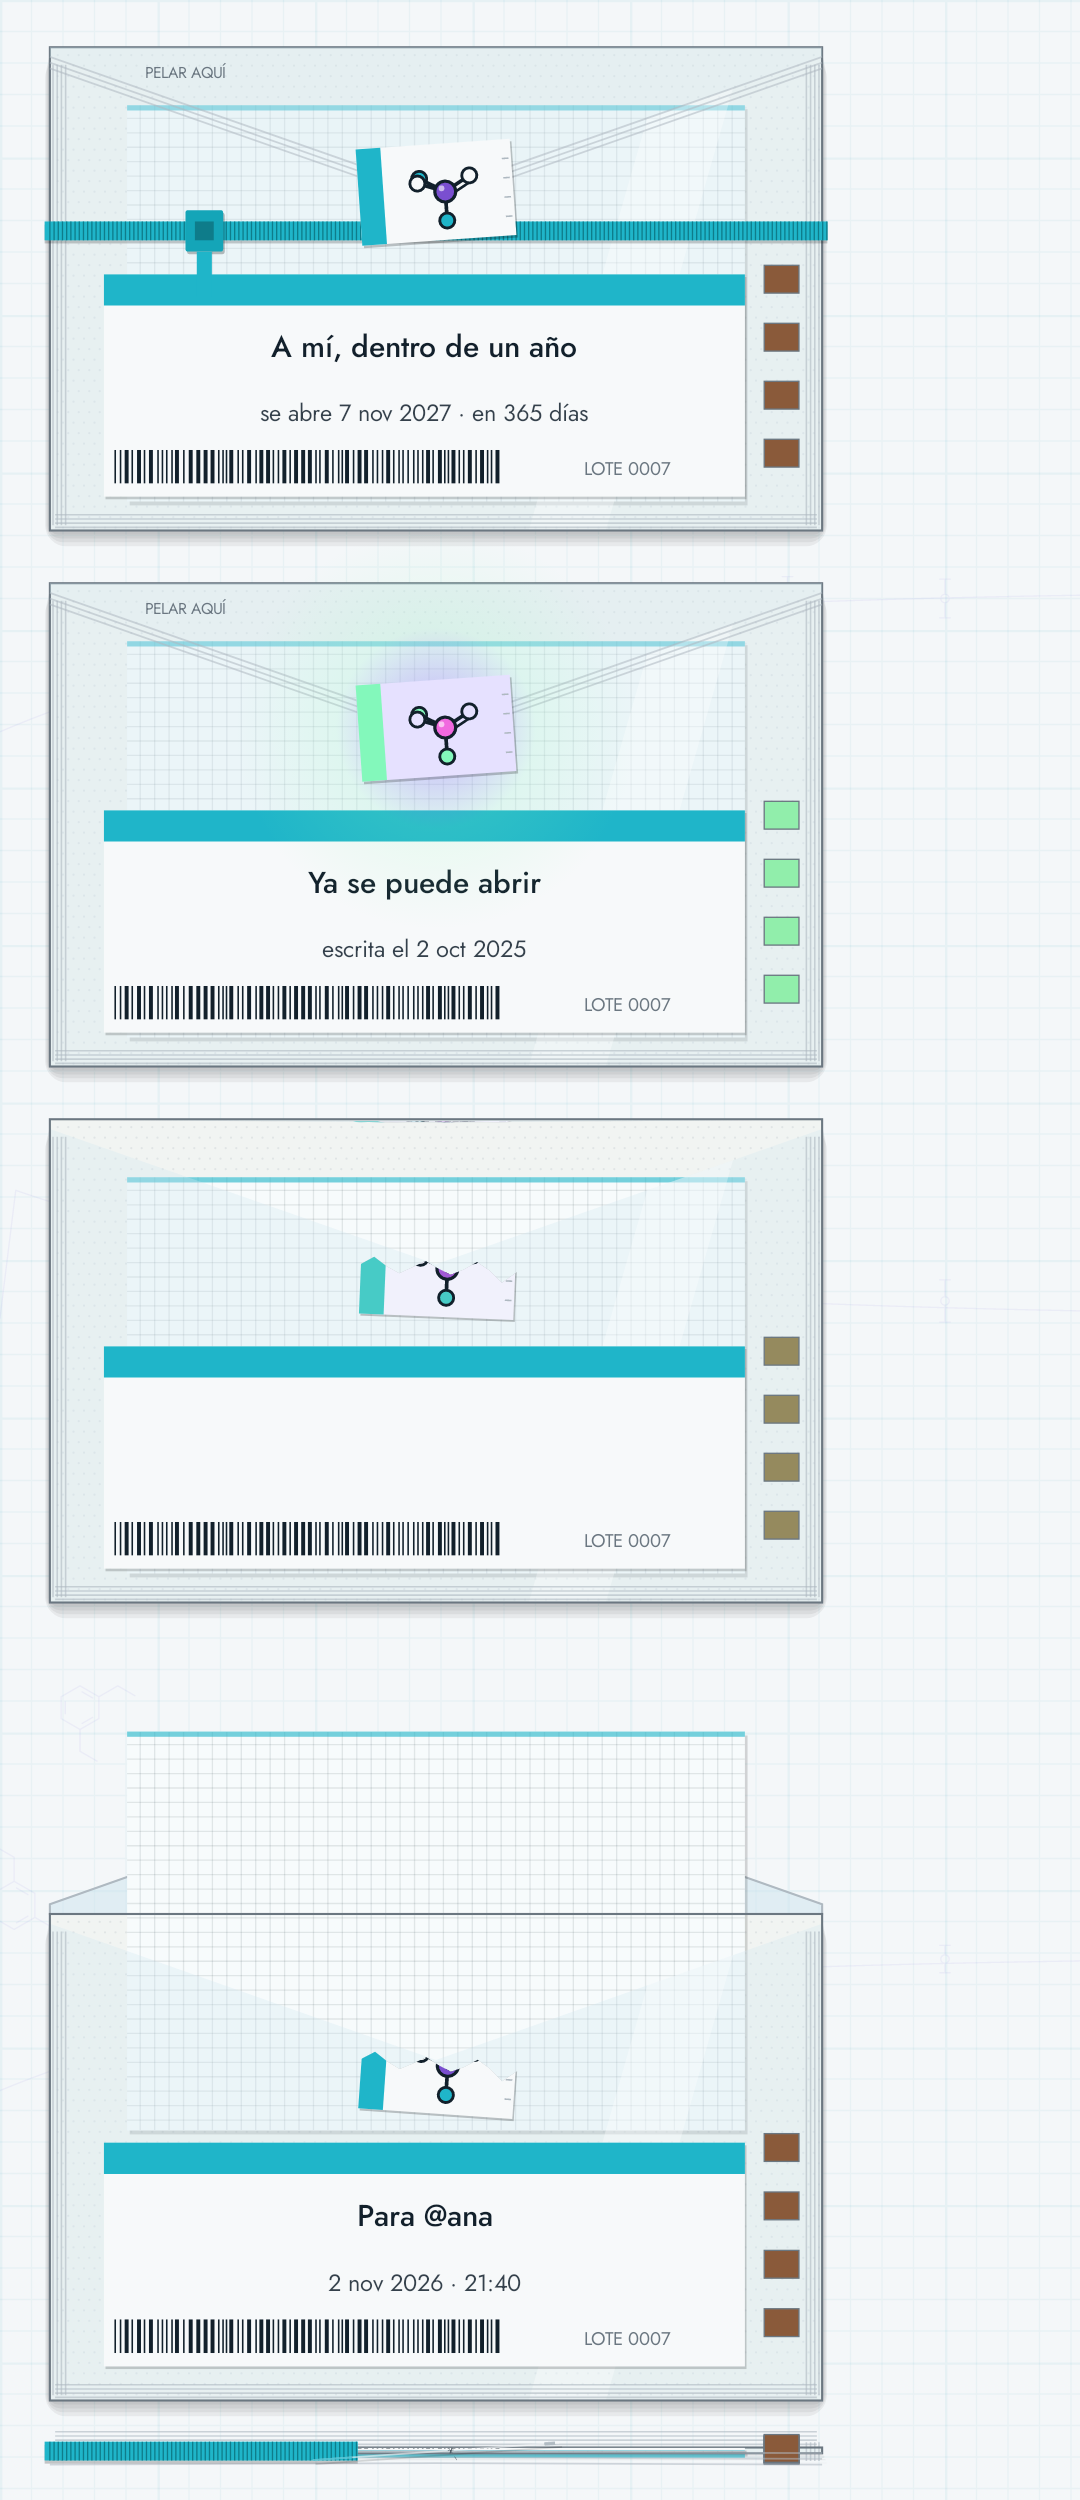 PELAR AQUÍ
A mí, dentro de un año
se abre 7 nov 2027 · en 365 días
LOTE 0007
PELAR AQUÍ
Ya se puede abrir
escrita el 2 oct 2025
LOTE 0007
LOTE 0007
Para @ana
2 nov 2026 · 21:40
LOTE 0007